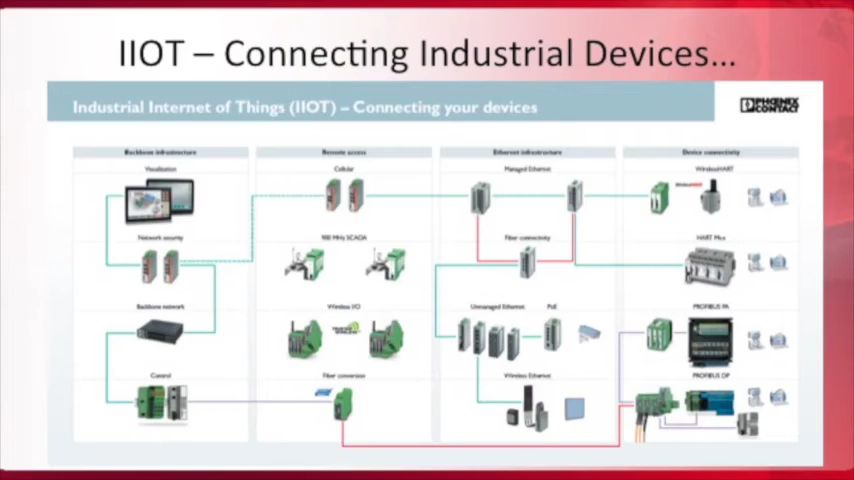 IIOT – Connecting Industrial Devices...
Industrial Internet of Things (IIOT) – Connecting your devices
PHOENIX
CONTACT
Backbone infrastructure
Remote access
Ethernet infrastructure
Device connectivity
Visualization
Cellular
Managed Ethernet
WirelessHART
Network security
900 MHz SCADA
Fiber connectivity
HART Mux
Backbone network
Wireless I/O
Unmanaged Ethernet
PoE
PROFIBUS PA
Control
Fiber conversion
Wireless Ethernet
PROFIBUS DP